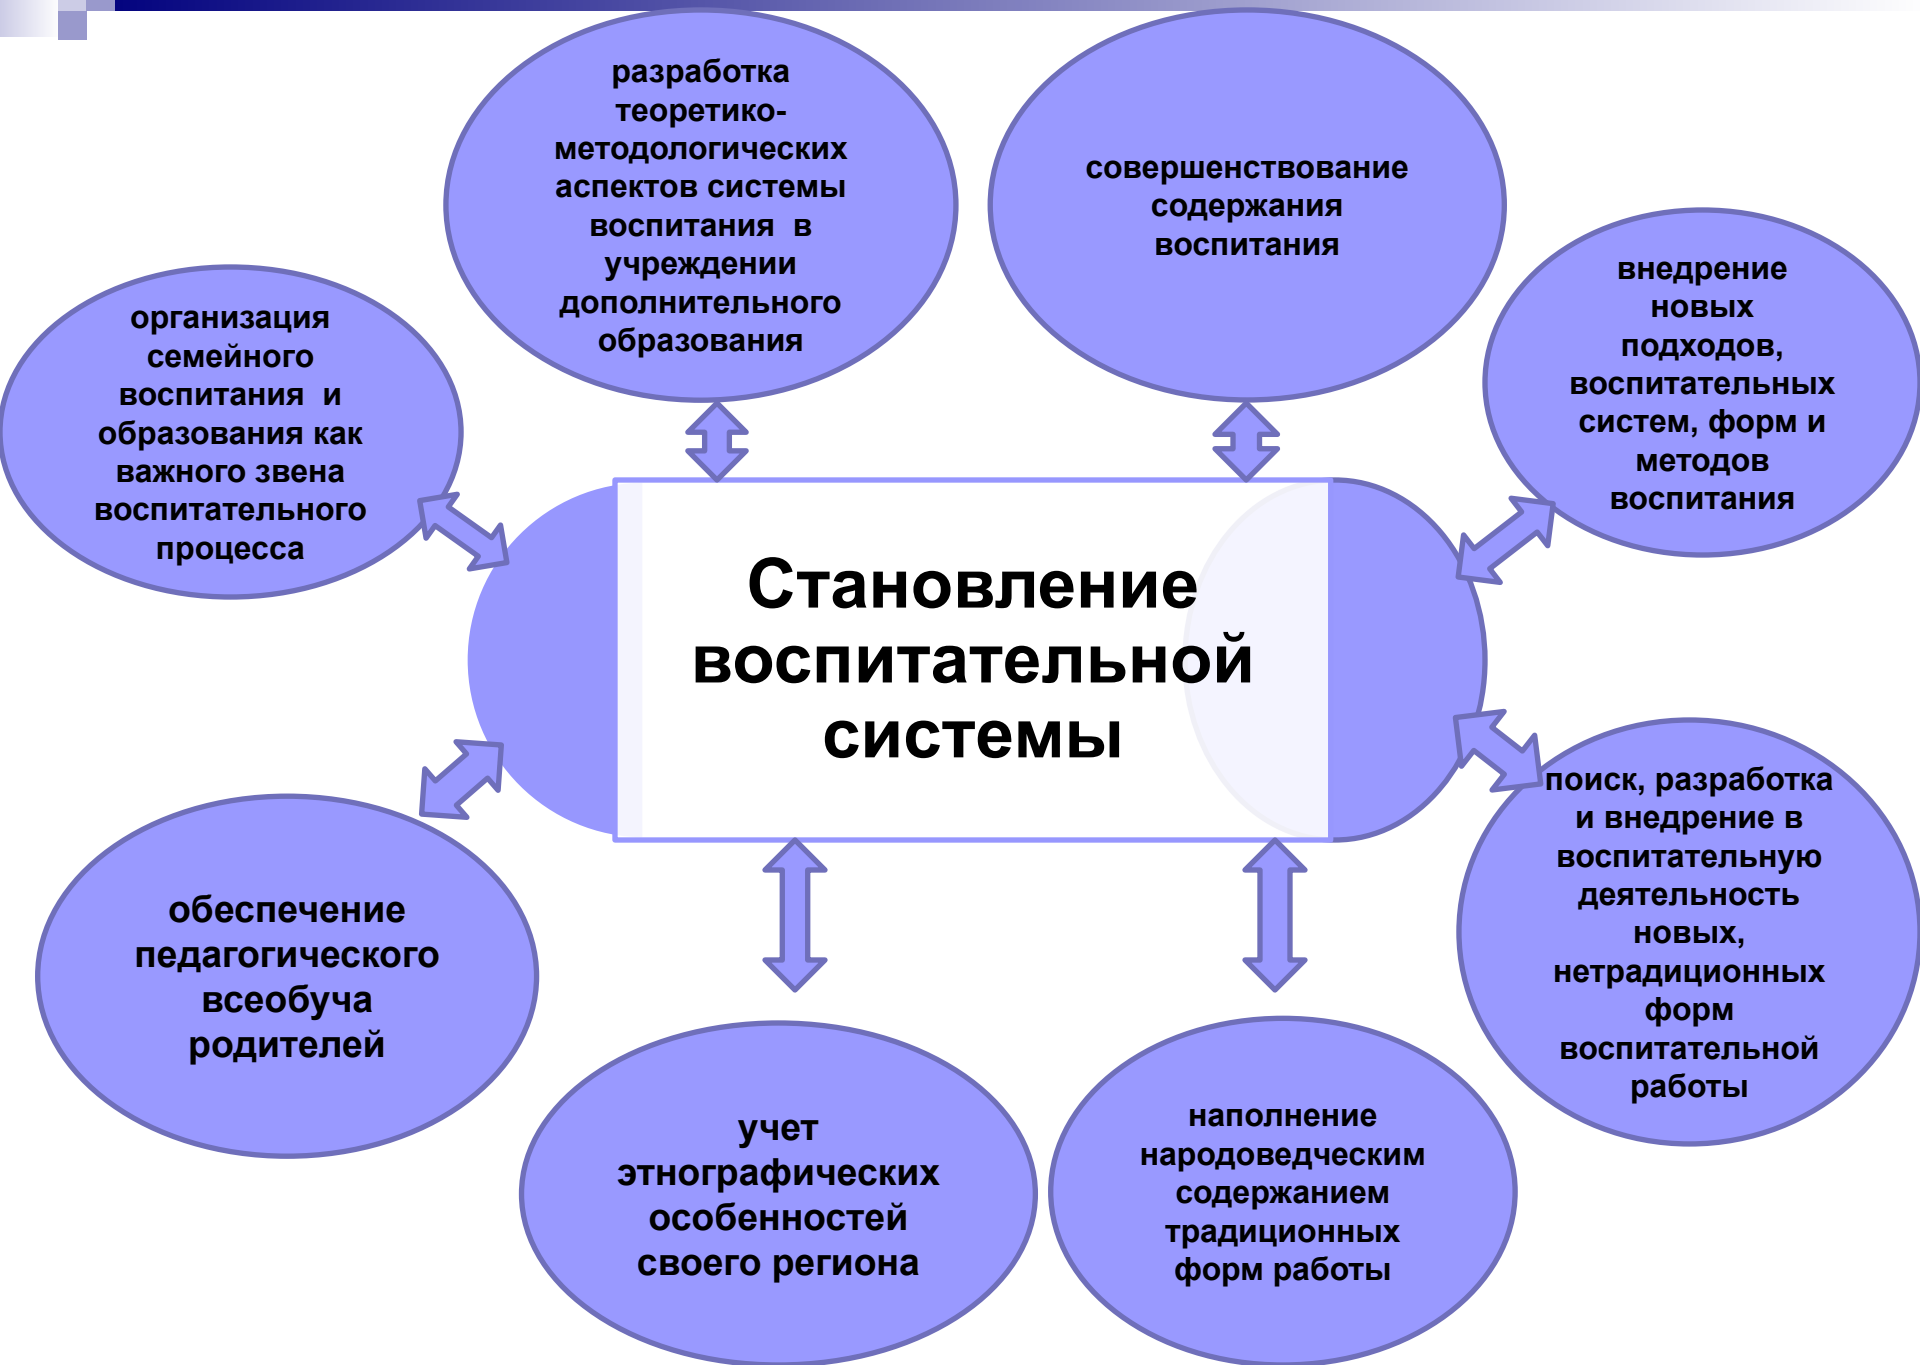 разработка
теоретико-
методологических
аспектов системы
воспитания в
учреждении
дополнительного
образования
совершенствование
содержания
воспитания
внедрение
новых
подходов,
воспитательных
систем, форм и
методов
воспитания
организация
семейного
воспитания и
образования как
важного звена
воспитательного
процесса
Становление
воспитательной
системы
поиск, разработка
и внедрение в
воспитательную
деятельность
новых,
нетрадиционных
форм
воспитательной
работы
обеспечение
педагогического
всеобуча
родителей
учет
этнографических
особенностей
своего региона
наполнение
народоведческим
содержанием
традиционных
форм работы